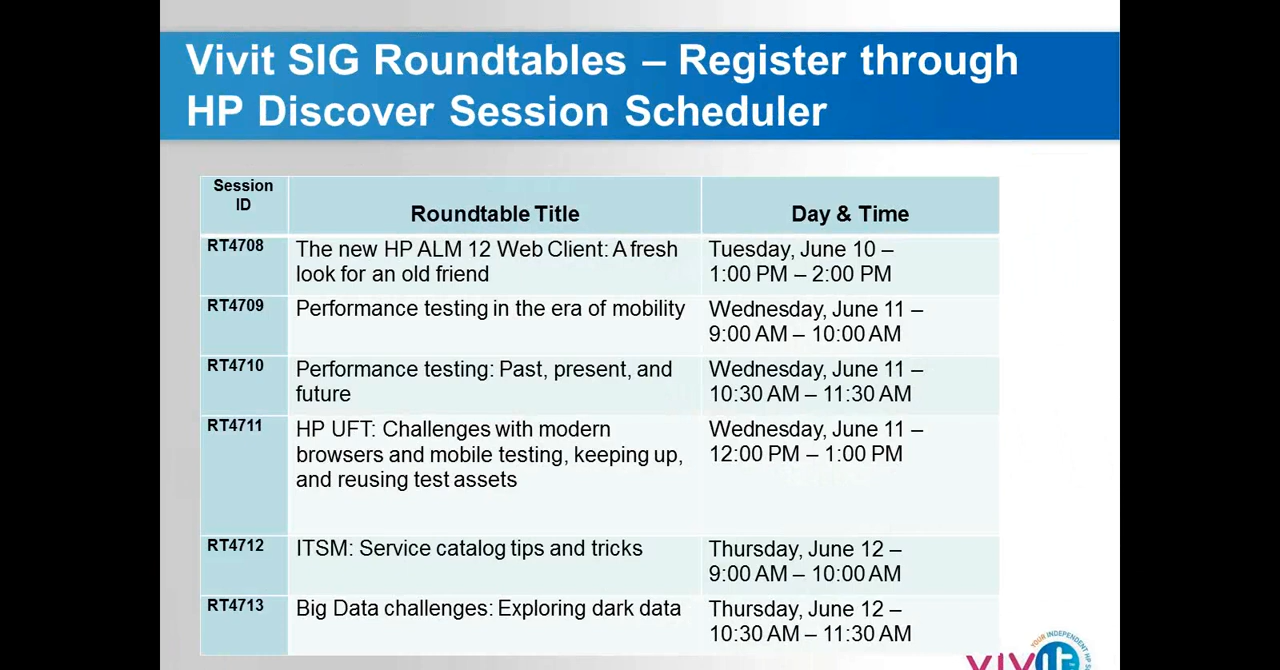 Vivit SIG Roundtables – Register through
HP Discover Session Scheduler
Session
ID
Roundtable Title
Day & Time
RT4708
The new HP ALM 12 Web Client: A fresh
look for an old friend
Tuesday, June 10 –
1:00 PM – 2:00 PM
RT4709
Performance testing in the era of mobility
Wednesday, June 11 –
9:00 AM – 10:00 AM
RT4710
Performance testing: Past, present, and
future
Wednesday, June 11 –
10:30 AM – 11:30 AM
RT4711
HP UFT: Challenges with modern
browsers and mobile testing, keeping up,
and reusing test assets
Wednesday, June 11 –
12:00 PM – 1:00 PM
RT4712
ITSM: Service catalog tips and tricks
Thursday, June 12 –
9:00 AM – 10:00 AM
RT4713
Big Data challenges: Exploring dark data
Thursday, June 12 –
10:30 AM – 11:30 AM
YOUR INDEPENDENT HP